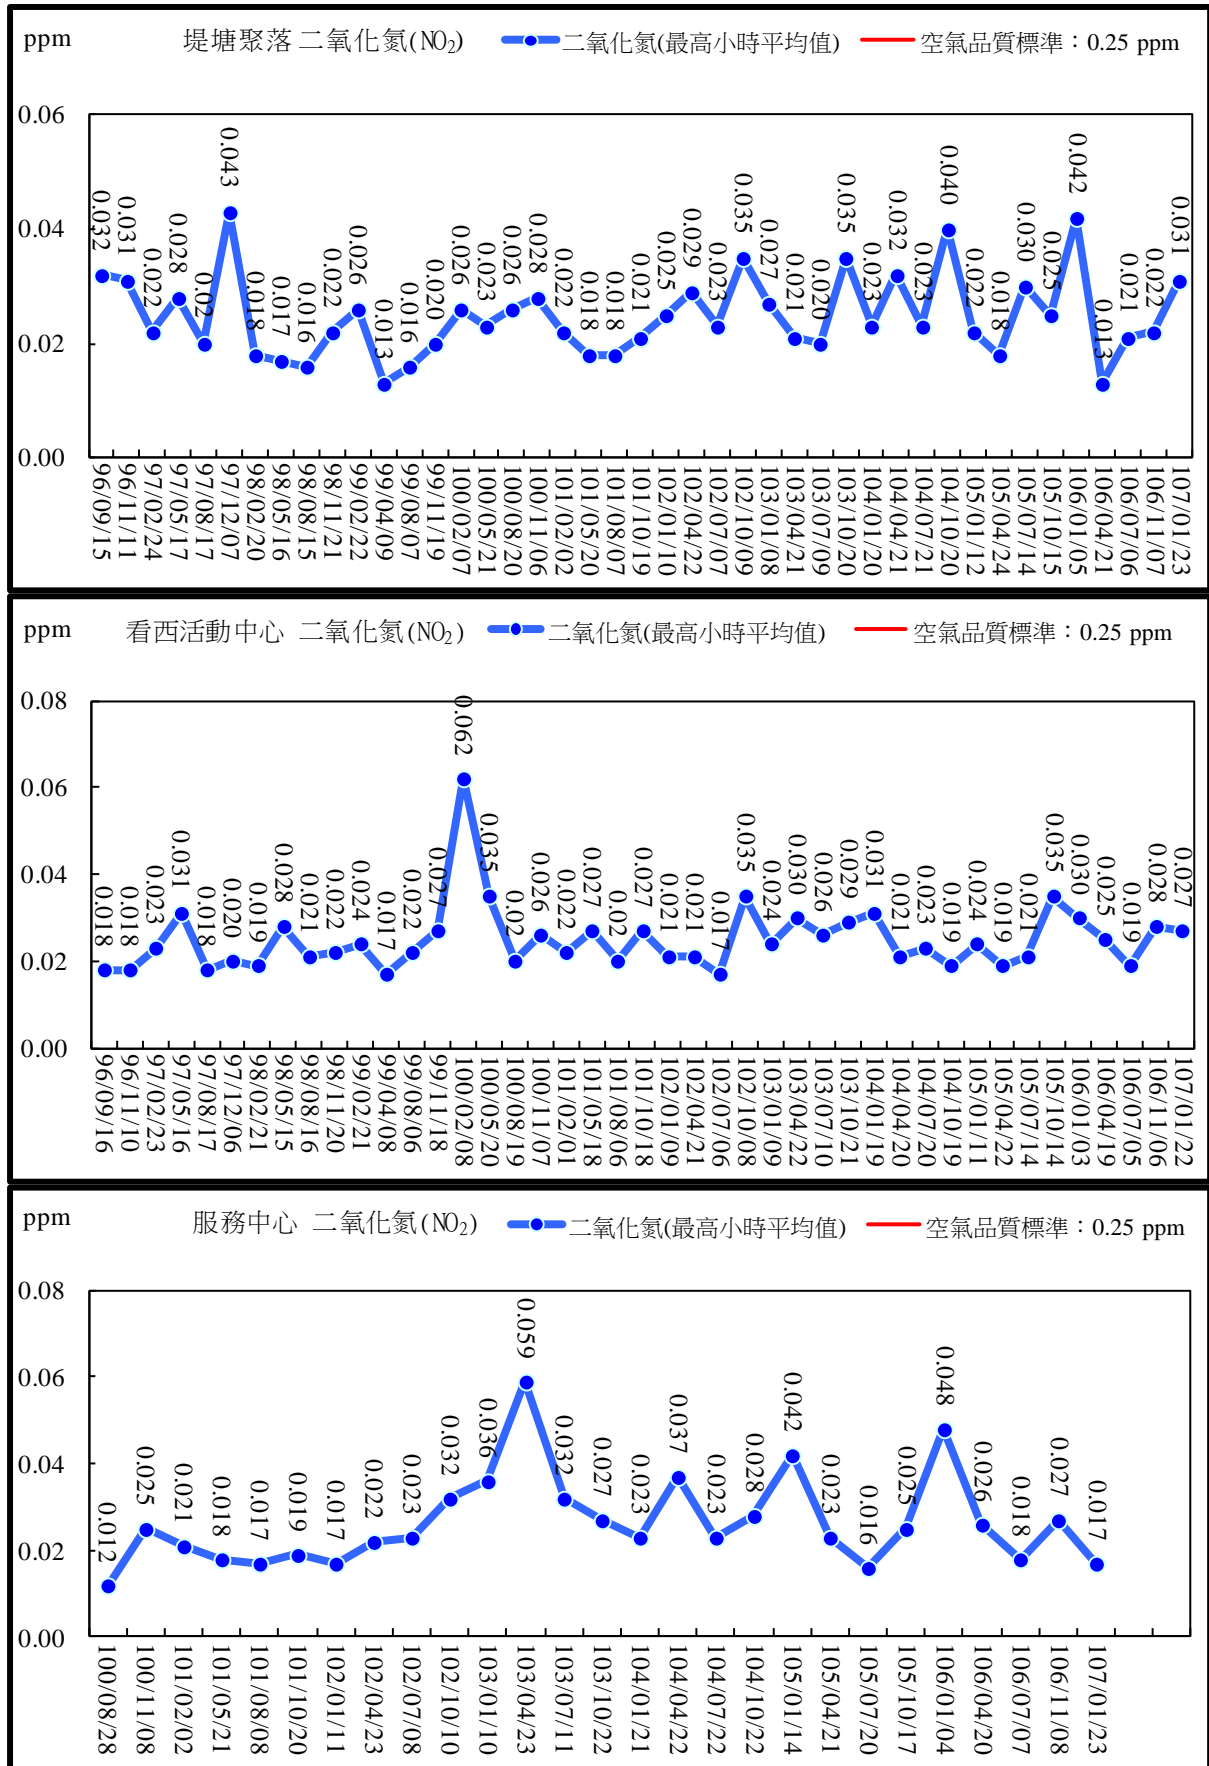 ppm 堤塘聚落 二氧化氮(NO₂) 二氧化氮(最高小時平均值) 空氣品質標準：0.25 ppm
0.06
0.04
0.02
0.00
0.032 0.031 0.022 0.028 0.02 0.043 0.018 0.017 0.016 0.022 0.026 0.013 0.016 0.020 0.026 0.023 0.026 0.028 0.022 0.018 0.018 0.021 0.025 0.029 0.023 0.035 0.027 0.021 0.020 0.035 0.023 0.032 0.023 0.040 0.022 0.018 0.030 0.025 0.042 0.013 0.021 0.022 0.031
96/09/15 96/11/11 97/02/24 97/05/17 97/08/17 97/12/07 98/02/20 98/05/16 98/08/15 98/11/21 99/02/22 99/04/09 99/08/07 99/11/19 100/02/07 100/05/21 100/08/20 100/11/06 101/02/02 101/05/20 101/08/07 101/10/19 102/01/10 102/04/22 102/07/07 102/10/09 103/01/08 103/04/21 103/07/09 103/10/20 104/01/20 104/04/21 104/07/21 104/10/20 105/01/12 105/04/24 105/07/14 105/10/15 106/01/05 106/04/21 106/07/06 106/11/07 107/01/23
ppm 看西活動中心 二氧化氮(NO₂) 二氧化氮(最高小時平均值) 空氣品質標準：0.25 ppm
0.08
0.06
0.04
0.02
0.00
0.018 0.018 0.023 0.031 0.018 0.020 0.019 0.028 0.021 0.022 0.024 0.017 0.022 0.027 0.062 0.035 0.02 0.026 0.022 0.027 0.02 0.027 0.021 0.021 0.017 0.035 0.024 0.030 0.026 0.029 0.031 0.021 0.023 0.019 0.024 0.019 0.021 0.035 0.030 0.025 0.019 0.028 0.027
96/09/16 96/11/10 97/02/23 97/05/16 97/08/17 97/12/06 98/02/21 98/05/15 98/08/16 98/11/20 99/02/21 99/04/08 99/08/06 99/11/18 100/02/08 100/05/20 100/08/19 100/11/07 101/02/01 101/05/18 101/08/06 101/10/18 102/01/09 102/04/21 102/07/06 102/10/08 103/01/09 103/04/22 103/07/10 103/10/21 104/01/19 104/04/20 104/07/20 104/10/19 105/01/11 105/04/22 105/07/14 105/10/14 106/01/03 106/04/19 106/07/05 106/11/06 107/01/22
ppm 服務中心 二氧化氮(NO₂) 二氧化氮(最高小時平均值) 空氣品質標準：0.25 ppm
0.08
0.06
0.04
0.02
0.00
0.012 0.025 0.021 0.018 0.017 0.019 0.017 0.022 0.023 0.032 0.036 0.059 0.032 0.027 0.023 0.037 0.023 0.028 0.042 0.023 0.016 0.025 0.048 0.026 0.018 0.027 0.017
100/08/28 100/11/08 101/02/02 101/05/21 101/08/08 101/10/20 102/01/11 102/04/23 102/07/08 102/10/10 103/01/10 103/04/23 103/07/11 103/10/22 104/01/21 104/04/22 104/07/22 104/10/22 105/01/14 105/04/21 105/07/20 105/10/17 106/01/04 106/04/20 106/07/07 106/11/08 107/01/23